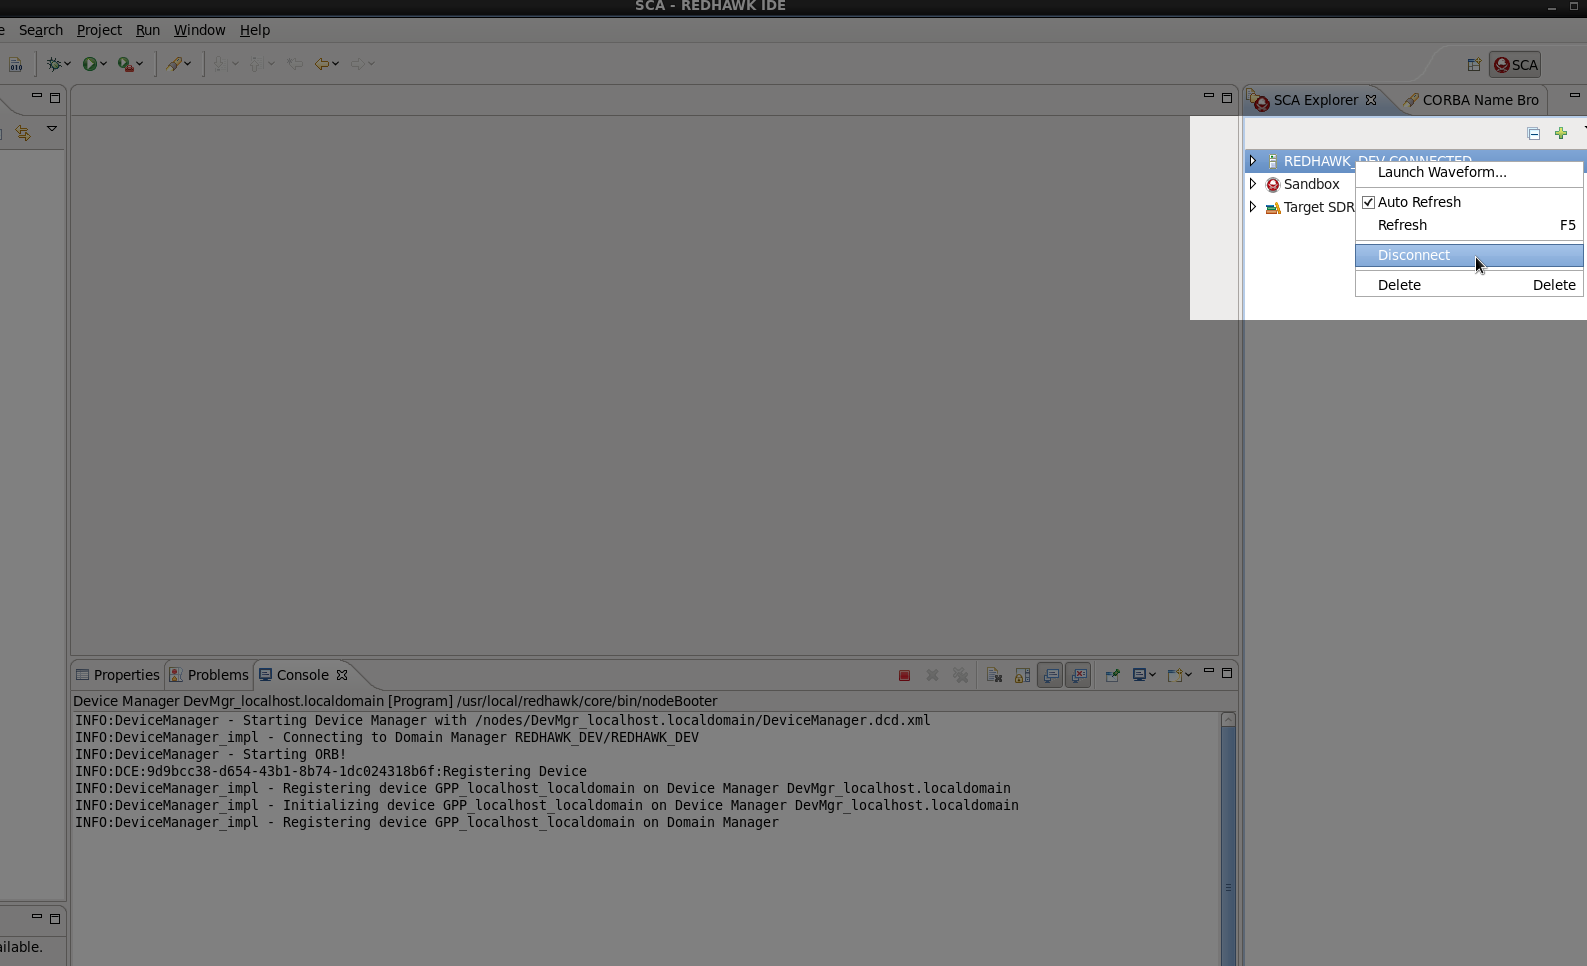 SCA - REDHAWK IDE
e Search Project Run Window Help
010
SCA
SCA Explorer CORBA Name Bro
REDHAWK_DEV CONNECTED
Sandbox
Target SDR
Launch Waveform...
Auto Refresh
Refresh F5
Disconnect
Delete Delete
Properties Problems Console
Device Manager DevMgr_localhost.localdomain [Program] /usr/local/redhawk/core/bin/nodeBooter
INFO:DeviceManager - Starting Device Manager with /nodes/DevMgr_localhost.localdomain/DeviceManager.dcd.xml
INFO:DeviceManager_impl - Connecting to Domain Manager REDHAWK_DEV/REDHAWK_DEV
INFO:DeviceManager - Starting ORB!
INFO:DCE:9d9bcc38-d654-43b1-8b74-1dc024318b6f:Registering Device
INFO:DeviceManager_impl - Registering device GPP_localhost_localdomain on Device Manager DevMgr_localhost.localdomain
INFO:DeviceManager_impl - Initializing device GPP_localhost_localdomain on Device Manager DevMgr_localhost.localdomain
INFO:DeviceManager_impl - Registering device GPP_localhost_localdomain on Domain Manager
ailable.